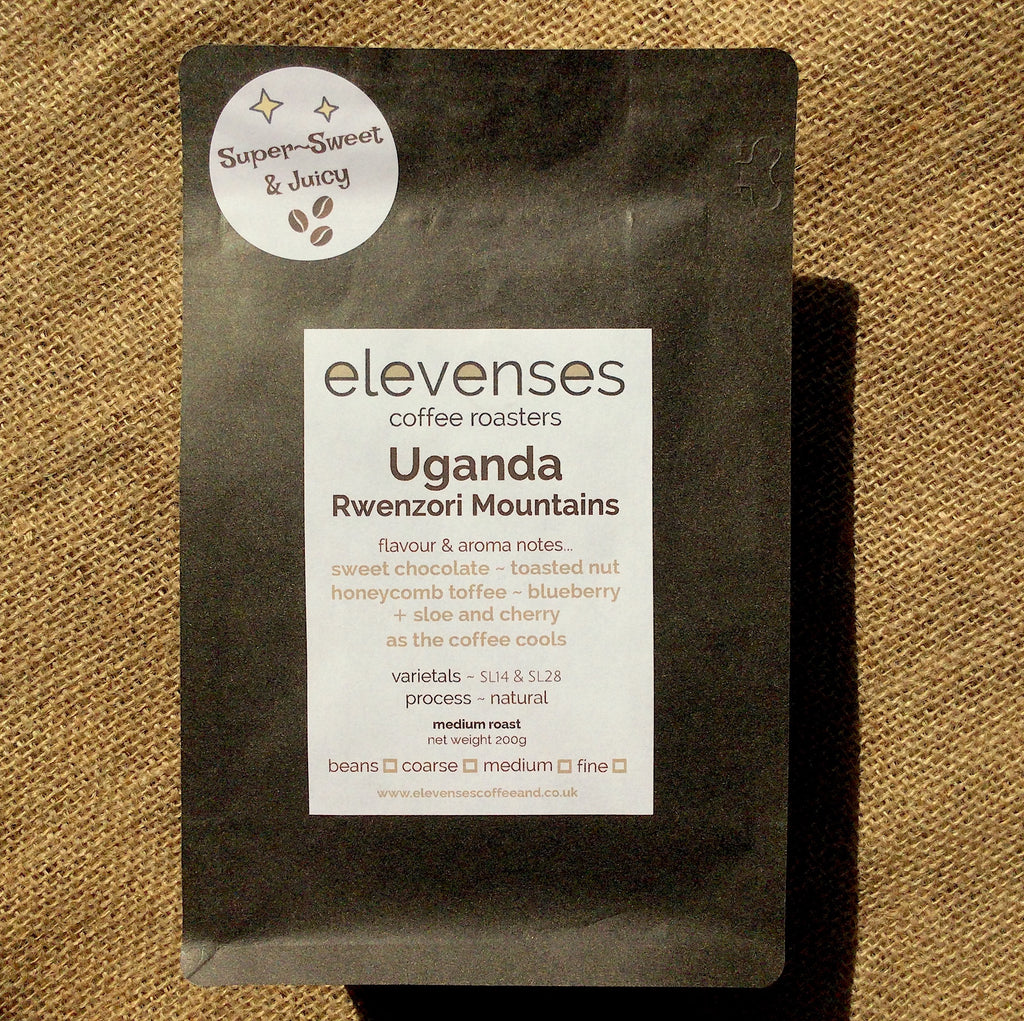 Super~Sweet
& Juicy
elevenses
coffee roasters
Uganda
Rwenzori Mountains
flavour & aroma notes...
sweet chocolate ~ toasted nut
honeycomb toffee ~ blueberry
+ sloe and cherry
as the coffee cools
varietals ~ SL14 & SL28
process ~ natural
medium roast
net weight 200g
beans coarse medium fine
www.elevensescoffeeand.co.uk